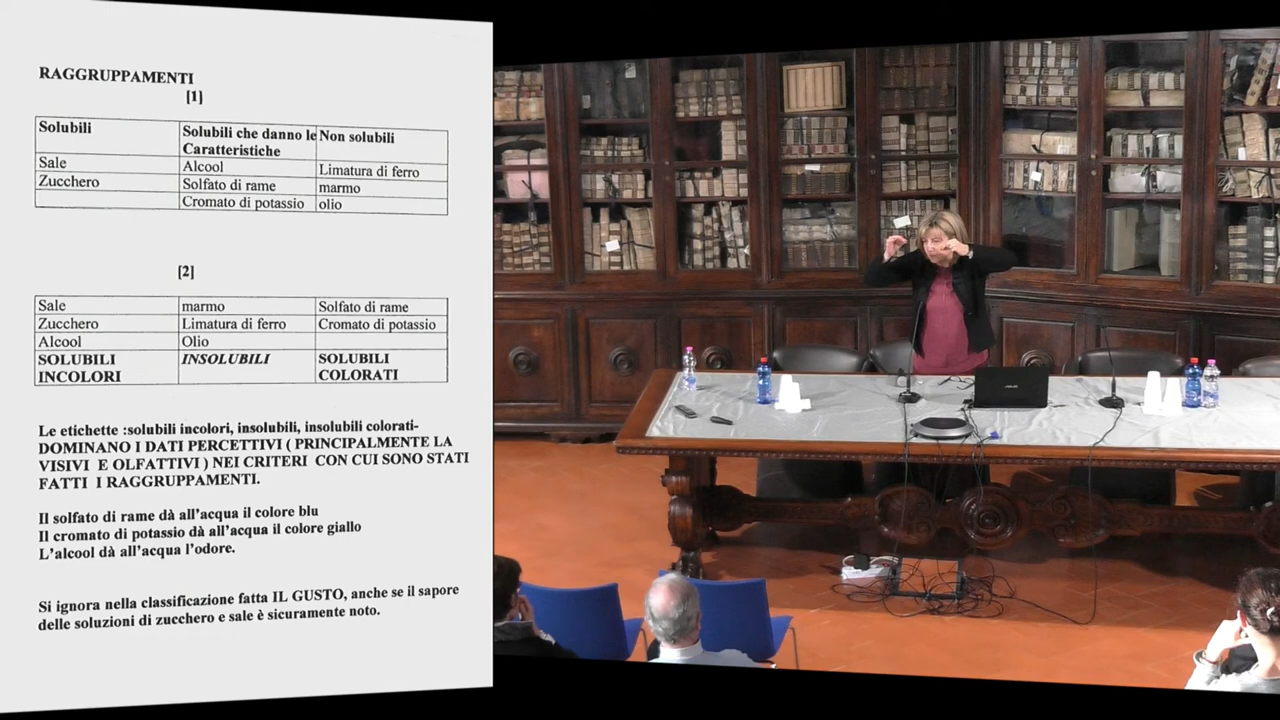 RAGGRUPPAMENTI
[1]
Solubili Solubili che danno le Caratteristiche Non solubili
Sale Alcool Limatura di ferro
Zucchero Solfato di rame marmo
Cromato di potassio olio
[2]
Sale marmo Solfato di rame
Zucchero Limatura di ferro Cromato di potassio
Alcool Olio
SOLUBILI INCOLORI INSOLUBILI SOLUBILI COLORATI
Le etichette :solubili incolori, insolubili, insolubili colorati-
DOMINANO I DATI PERCETTIVI ( PRINCIPALMENTE LA
VISIVI E OLFATTIVI ) NEI CRITERI CON CUI SONO STATI
FATTI I RAGGRUPPAMENTI.
Il solfato di rame dà all'acqua il colore blu
Il cromato di potassio dà all'acqua il colore giallo
L'alcool dà all'acqua l'odore.
Si ignora nella classificazione fatta IL GUSTO, anche se il sapore
delle soluzioni di zucchero e sale è sicuramente noto.